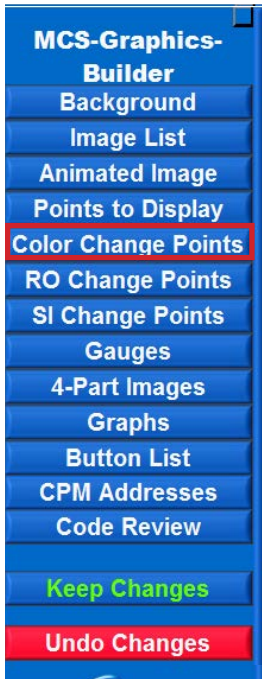 MCS-Graphics-
Builder
Background
Image List
Animated Image
Points to Display
Color Change Points
RO Change Points
SI Change Points
Gauges
4-Part Images
Graphs
Button List
CPM Addresses
Code Review
Keep Changes
Undo Changes